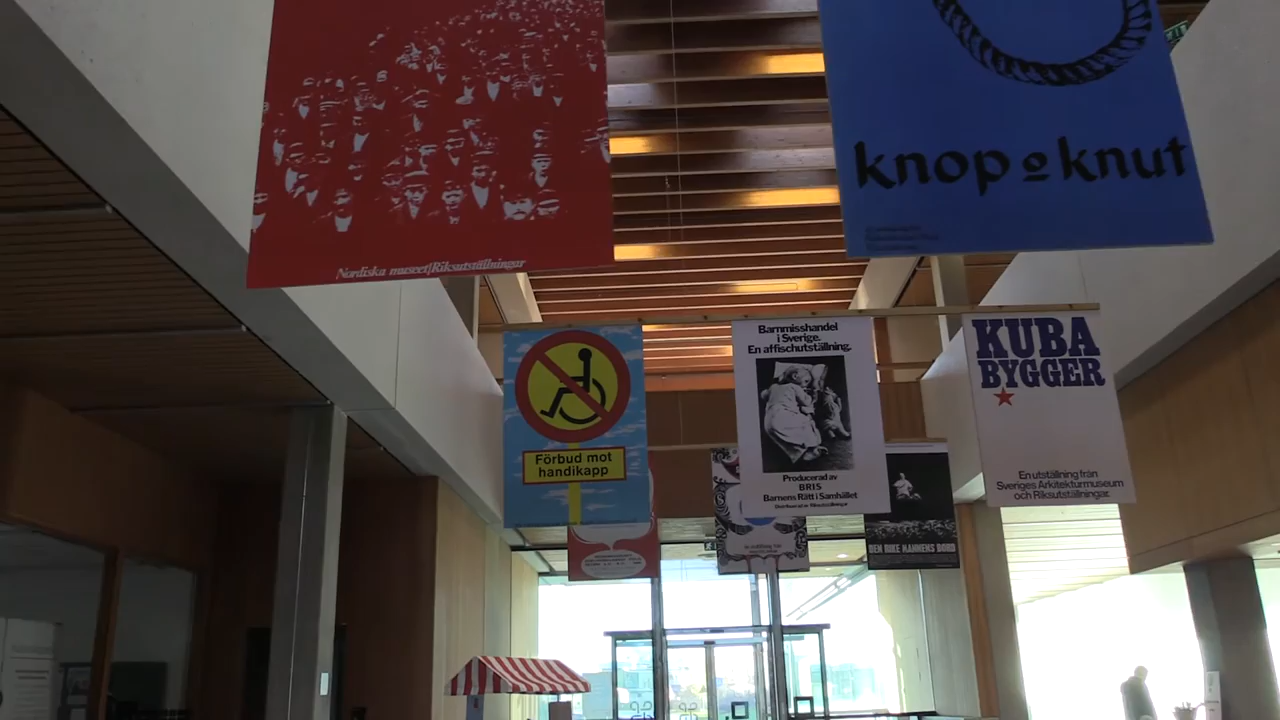 Nordiska museet/Riksutställningar
knop o knut
Förbud mot
handikapp
Barnmisshandel
i Sverige.
En affischutställning.
Producerad av
BRIS
Barnens Rätt i Samhället
KUBA
BYGGER
En utställning från
Sveriges Arkitekturmuseum
och Riksutställningar.
DEN RIKE MANNENS BORD